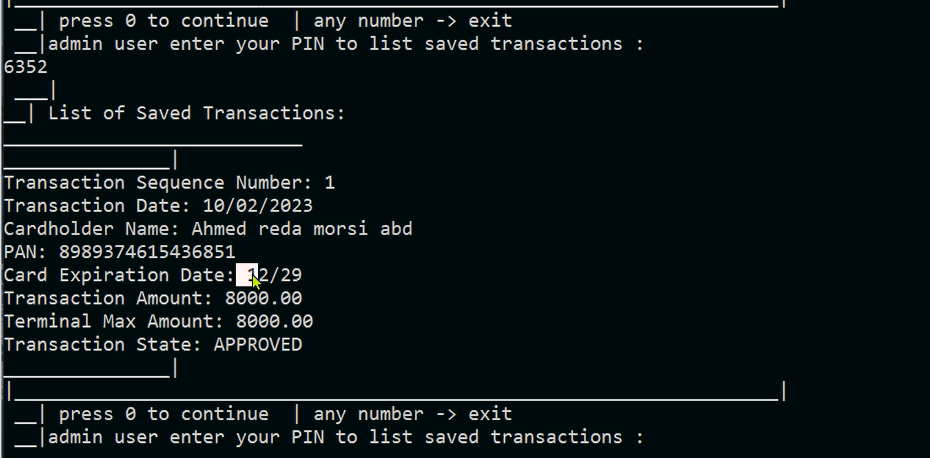 __| press 0 to continue  | any number -> exit
__|admin user enter your PIN to list saved transactions :
6352
___|
__| List of Saved Transactions:
___________________________
_______________|
Transaction Sequence Number: 1
Transaction Date: 10/02/2023
Cardholder Name: Ahmed reda morsi abd
PAN: 8989374615436851
Card Expiration Date: 12/29
Transaction Amount: 8000.00
Terminal Max Amount: 8000.00
Transaction State: APPROVED
_______________|
|______________________________________________________________________|
__| press 0 to continue  | any number -> exit
__|admin user enter your PIN to list saved transactions :